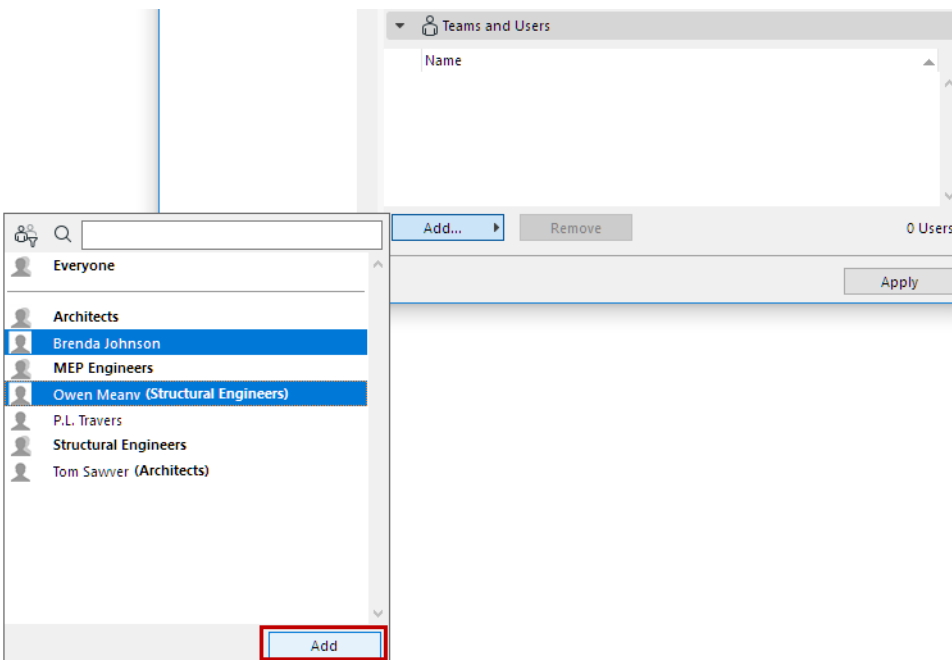 Teams and Users
Name
Add...
Remove
0 Users
Apply
Everyone
Architects
Brenda Johnson
MEP Engineers
Owen Meany (Structural Engineers)
P.L. Travers
Structural Engineers
Tom Sawyer (Architects)
Add